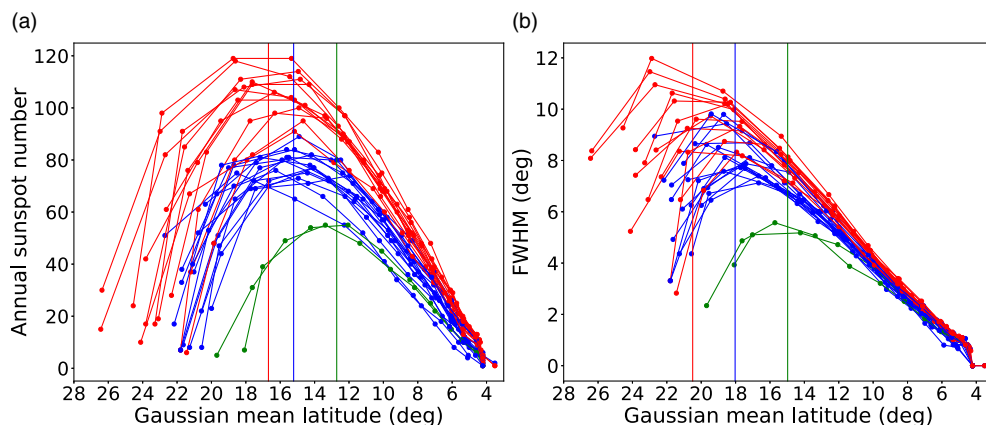 (a)
(b)
Annual sunspot number
120
100
80
60
40
20
0
28 26 24 22 20 18 16 14 12 10 8 6 4
Gaussian mean latitude (deg)
FWHM (deg)
12
10
8
6
4
2
0
28 26 24 22 20 18 16 14 12 10 8 6 4
Gaussian mean latitude (deg)